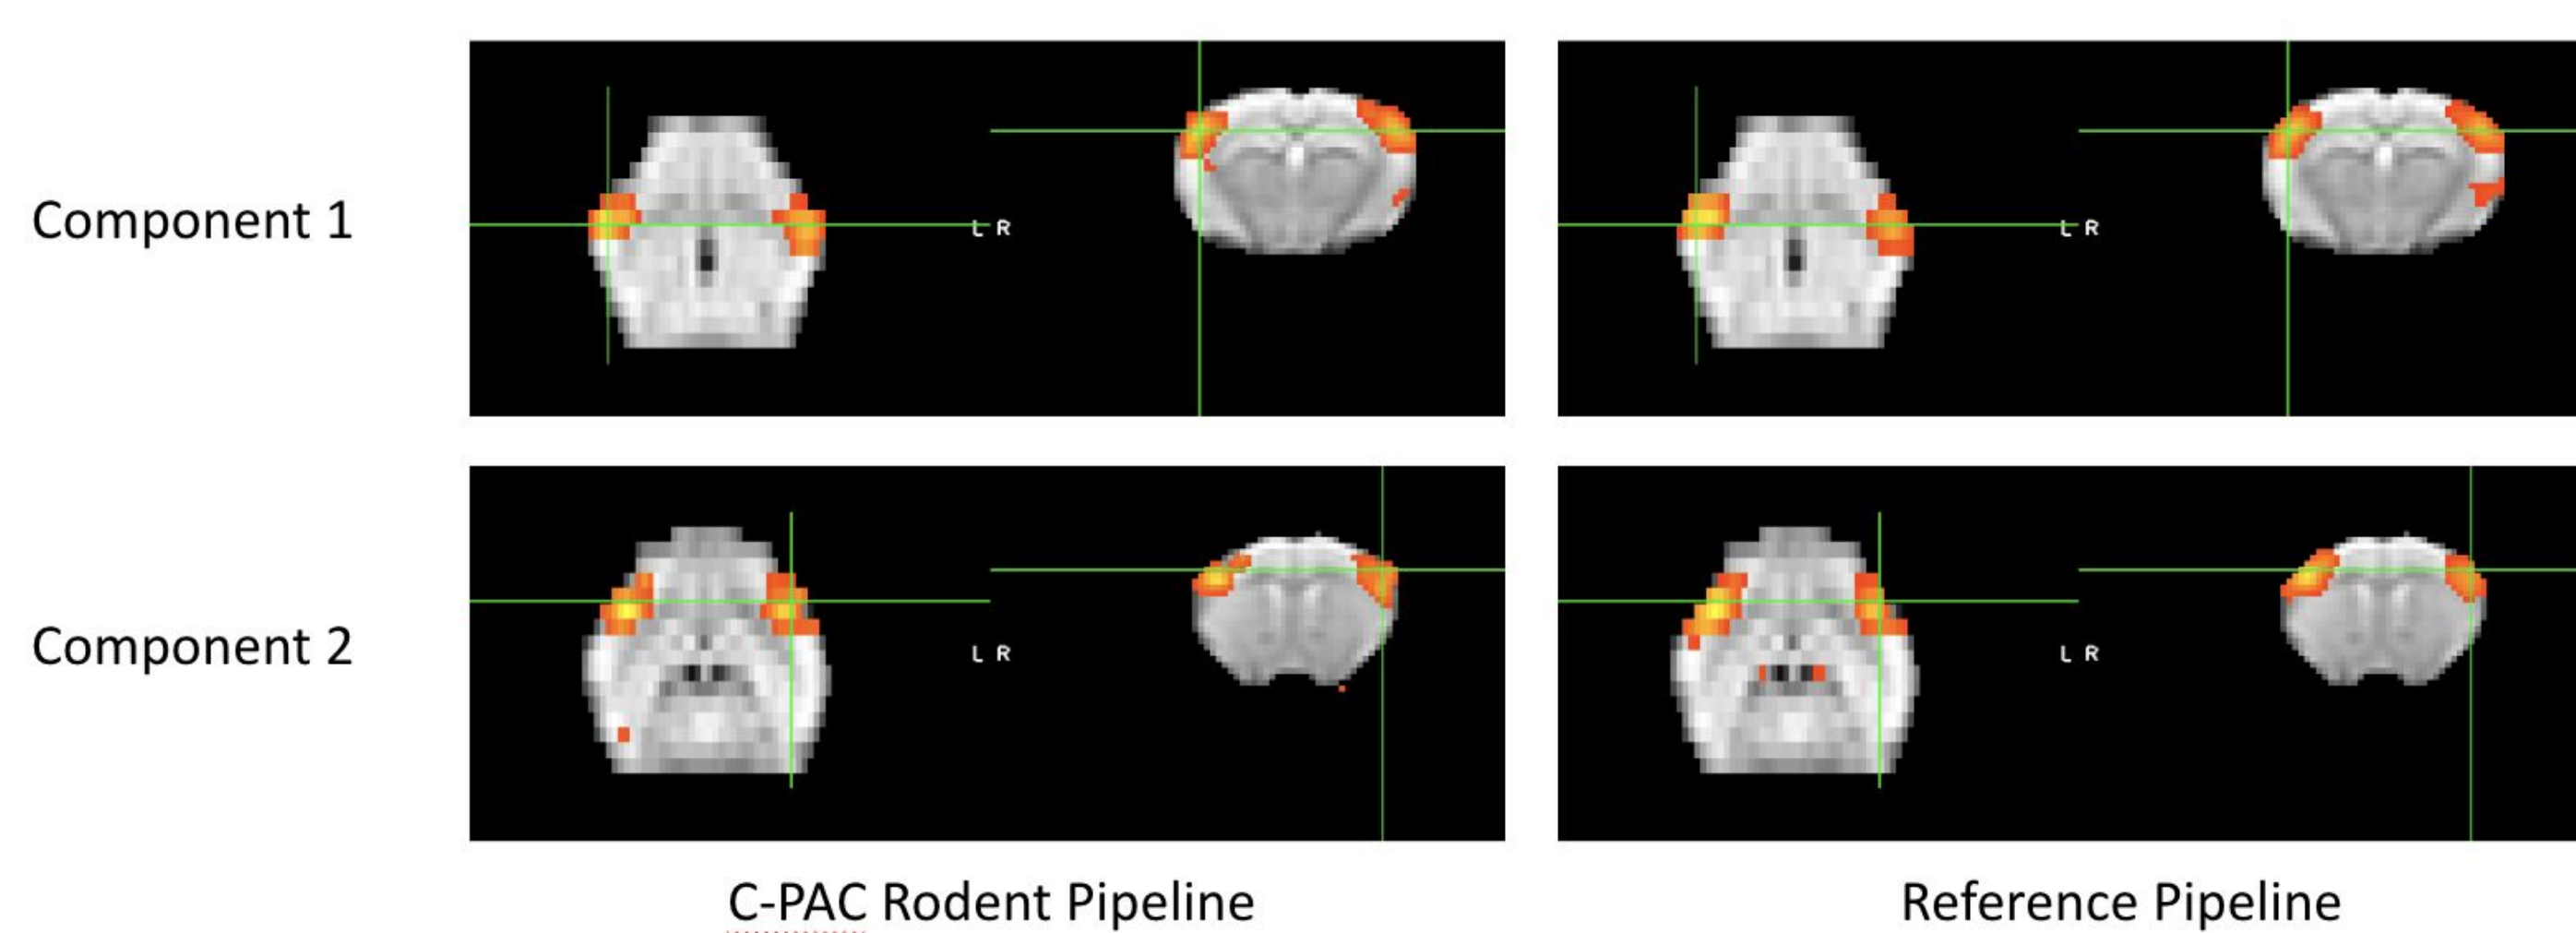 Component 1
L R
L R
Component 2
L R
L R
C-PAC Rodent Pipeline
Reference Pipeline